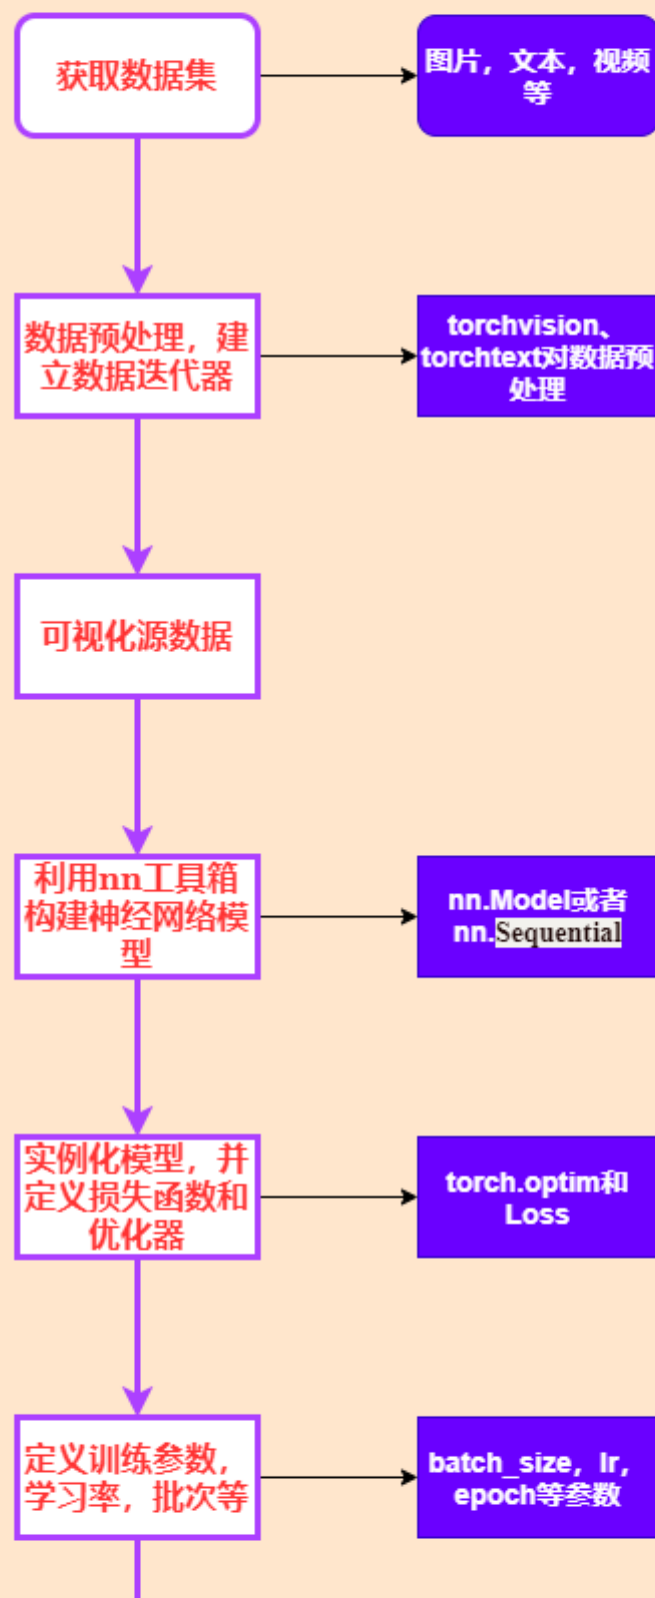 获取数据集
图片，文本，视频
等
数据预处理，建
立数据迭代器
torchvision、
torchtext对数据预
处理
可视化源数据
利用nn工具箱
构建神经网络模
型
nn.Model或者
nn.Sequential
实例化模型，并
定义损失函数和
优化器
torch.optim和
Loss
定义训练参数，
学习率，批次等
batch_size，lr，
epoch等参数